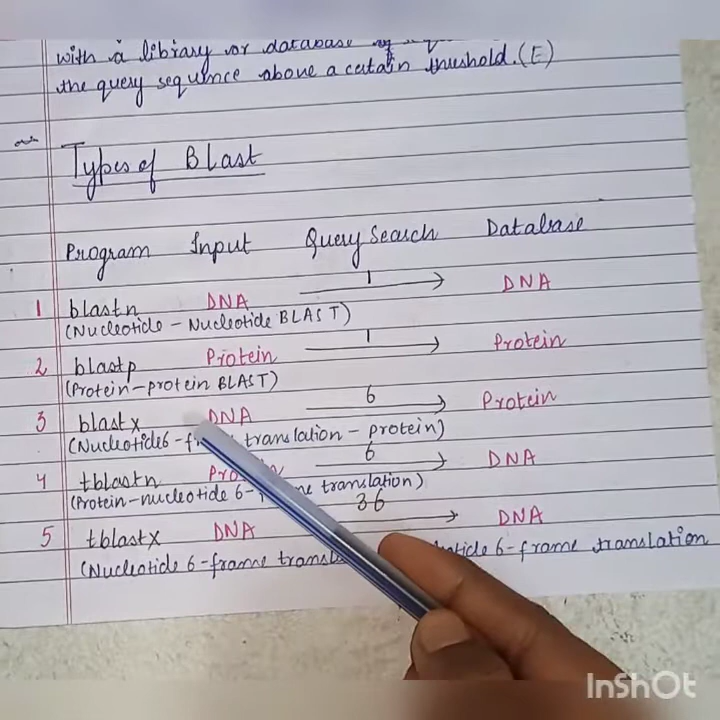 with a library or database of
the query sequence above a certain threshold. (E)
Types of Blast
Program Input Query Search Database
1 blastn DNA 1 DNA
(Nucleotide - Nucleotide BLAST)
2 blastp Protein 1 Protein
(Protein-protein BLAST)
3 blastx DNA 6 Protein
(Nucleotide 6- translation - protein)
4 tblastn 6 DNA
(Protein-nucleotide 6- translation)
5 tblastx DNA 36 DNA
(Nucleotide 6-frame 6-frame translation
InShOt